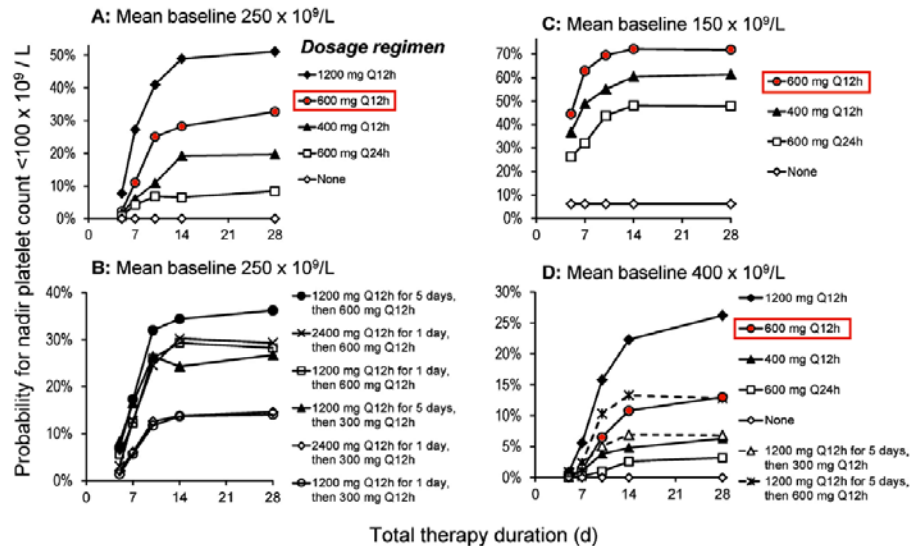 A: Mean baseline 250 x 10⁹/L
Dosage regimen
1200 mg Q12h
600 mg Q12h
400 mg Q12h
600 mg Q24h
None
60%
50%
40%
30%
20%
10%
0%
0 7 14 21 28
C: Mean baseline 150 x 10⁹/L
70%
60%
50%
40%
30%
20%
10%
0%
0 7 14 21 28
600 mg Q12h
400 mg Q12h
600 mg Q24h
None
Probability for nadir platelet count <100 x 10⁹ / L
B: Mean baseline 250 x 10⁹/L
40%
30%
20%
10%
0%
0 7 14 21 28
1200 mg Q12h for 5 days,
then 600 mg Q12h
2400 mg Q12h for 1 day,
then 600 mg Q12h
1200 mg Q12h for 1 day,
then 600 mg Q12h
1200 mg Q12h for 5 days,
then 300 mg Q12h
2400 mg Q12h for 1 day,
then 300 mg Q12h
1200 mg Q12h for 1 day,
then 300 mg Q12h
D: Mean baseline 400 x 10⁹/L
30%
25%
20%
15%
10%
5%
0%
0 7 14 21 28
1200 mg Q12h
600 mg Q12h
400 mg Q12h
600 mg Q24h
None
1200 mg Q12h for 5 days,
then 300 mg Q12h
1200 mg Q12h for 5 days,
then 600 mg Q12h
Total therapy duration (d)